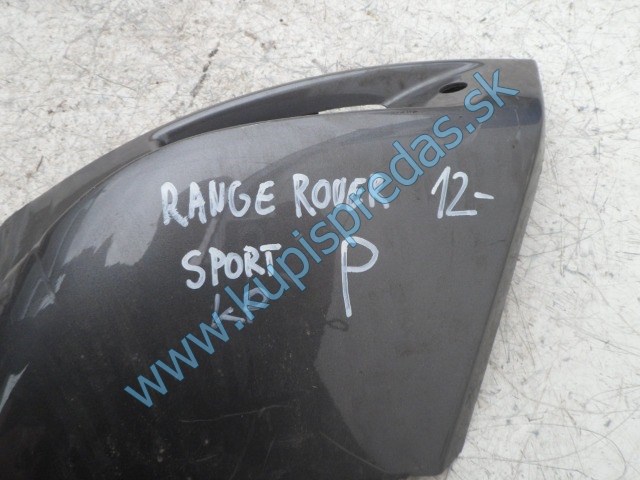 RANGE ROVER 12-
SPORT P
www.kupispredas.sk